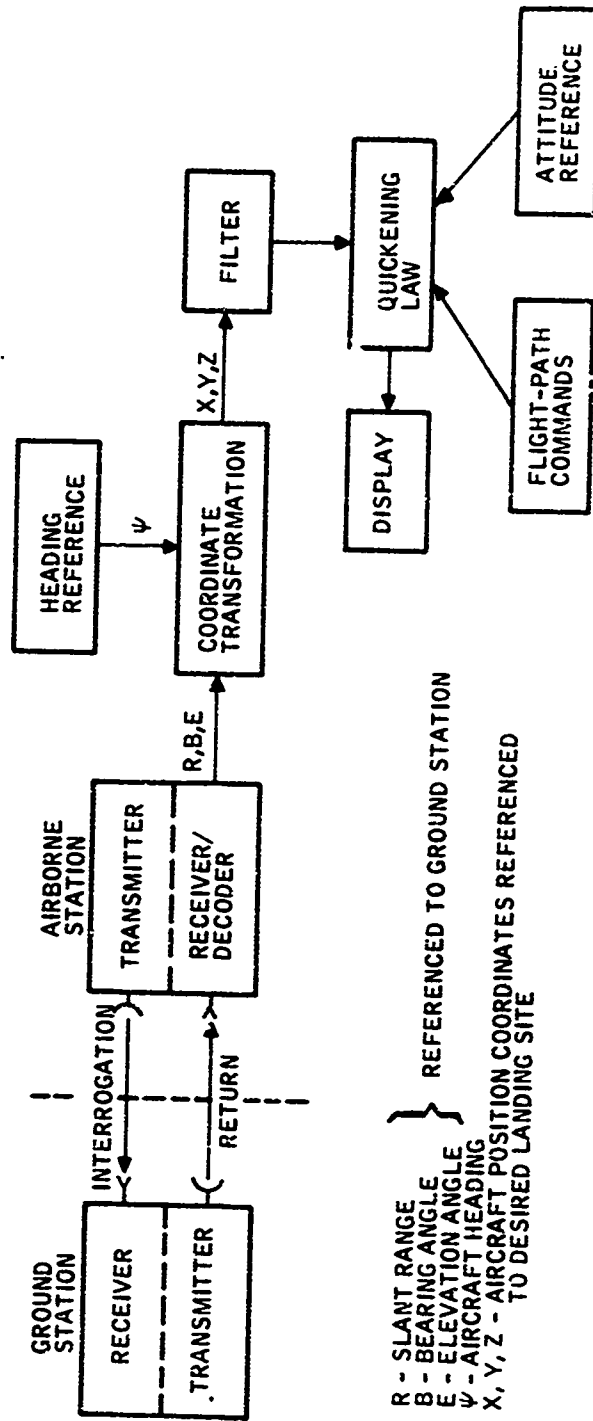 GROUND
STATION
RECEIVER
TRANSMITTER
INTERROGATION
RETURN
AIRBORNE
STATION
TRANSMITTER
RECEIVER/
DECODER
R,B,E
HEADING
REFERENCE
ψ
COORDINATE
TRANSFORMATION
X,Y,Z
FILTER
QUICKENING
LAW
DISPLAY
FLIGHT-PATH
COMMANDS
ATTITUDE
REFERENCE
R - SLANT RANGE
B - BEARING ANGLE
E - ELEVATION ANGLE
REFERENCED TO GROUND STATION
ψ - AIRCRAFT HEADING
X, Y, Z - AIRCRAFT POSITION COORDINATES REFERENCED
TO DESIRED LANDING SITE